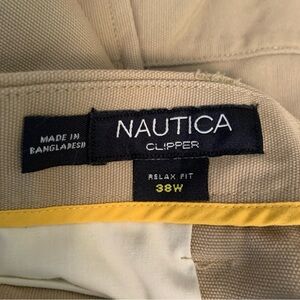 MADE IN
BANGLADESH
NAUTICA
CLIPPER
RELAX FIT
38W